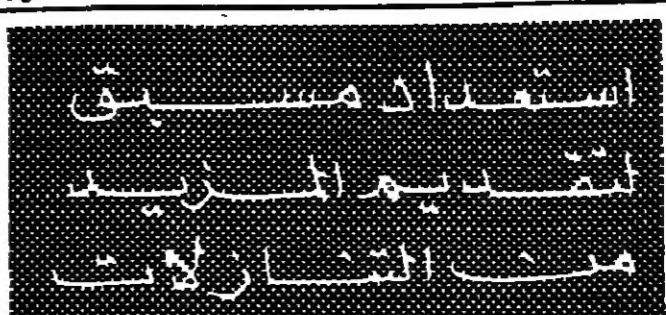 استعداد مسبق
لتقديم المزيد
من التنازلات